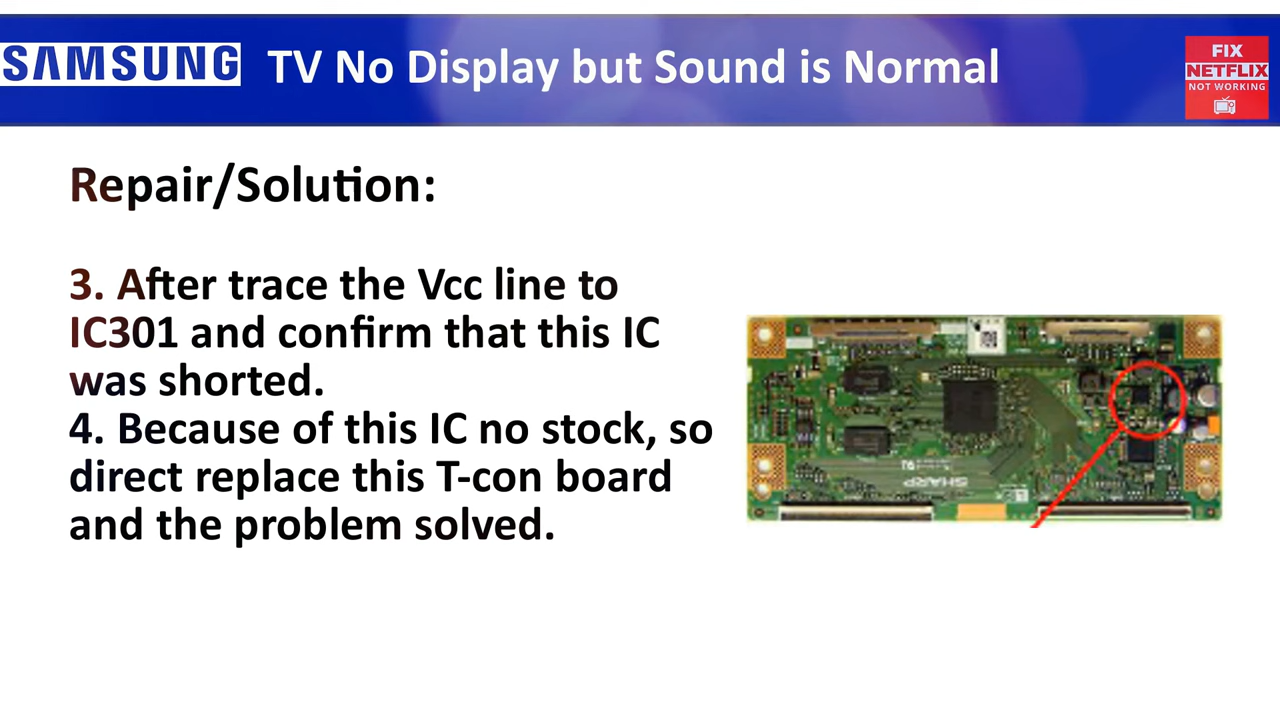 SAMSUNG TV No Display but Sound is Normal
FIX
NETFLIX
NOT WORKING
Repair/Solution:
3. After trace the Vcc line to
IC301 and confirm that this IC
was shorted.
4. Because of this IC no stock, so
direct replace this T-con board
and the problem solved.
SHARP